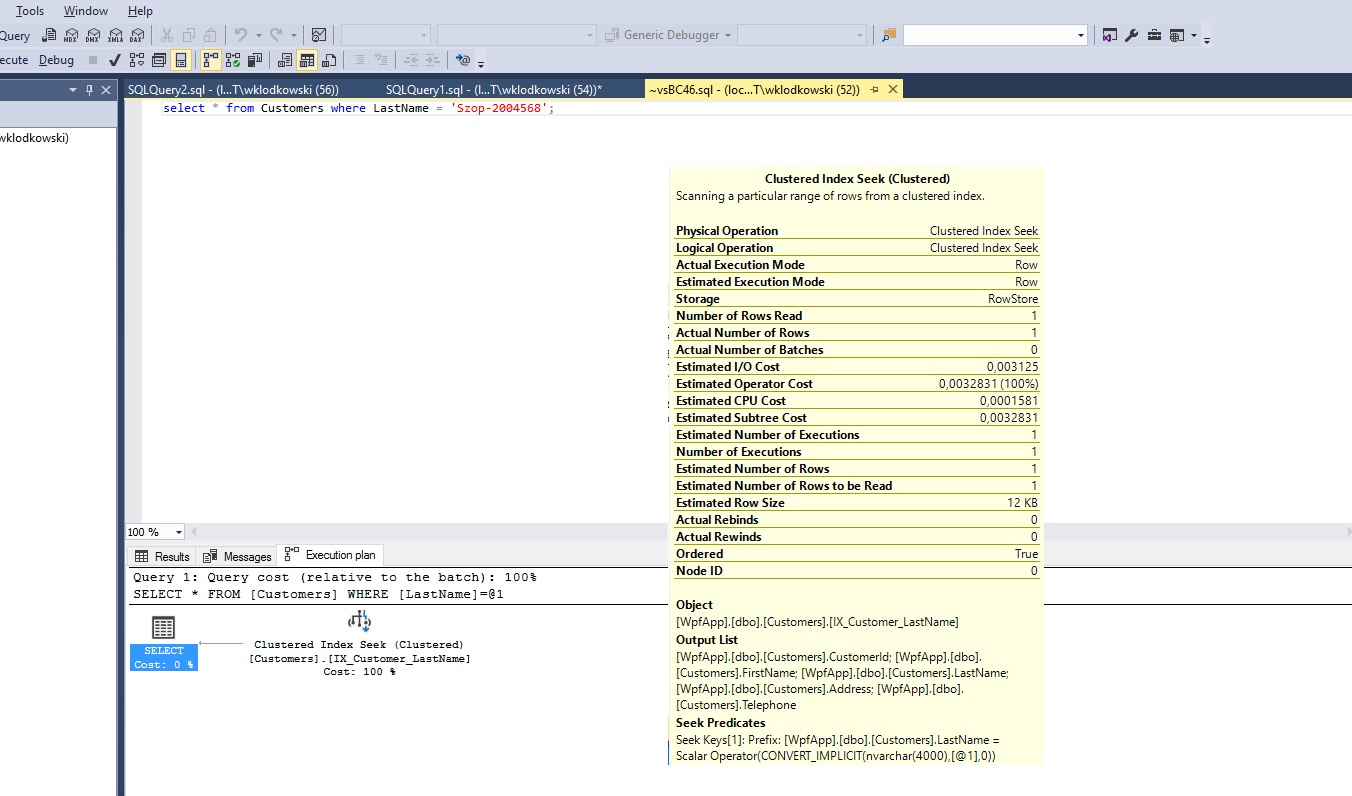 Tools Window Help
Query MDX DMX XMLA DAX Generic Debugger
ecute Debug
SQLQuery2.sql - (l...T\wklodkowski (56)) SQLQuery1.sql - (l...T\wklodkowski (54))* ~vsBC46.sql - (loc...T\wklodkowski (52))
select * from Customers where LastName = 'Szop-2004568';
wklodkowski)
Clustered Index Seek (Clustered)
Scanning a particular range of rows from a clustered index.
Physical Operation Clustered Index Seek
Logical Operation Clustered Index Seek
Actual Execution Mode Row
Estimated Execution Mode Row
Storage RowStore
Number of Rows Read 1
Actual Number of Rows 1
Actual Number of Batches 0
Estimated I/O Cost 0,003125
Estimated Operator Cost 0,0032831 (100%)
Estimated CPU Cost 0,0001581
Estimated Subtree Cost 0,0032831
Estimated Number of Executions 1
Number of Executions 1
Estimated Number of Rows 1
Estimated Number of Rows to be Read 1
Estimated Row Size 12 KB
Actual Rebinds 0
Actual Rewinds 0
Ordered True
Node ID 0
Object
[WpfApp].[dbo].[Customers].[IX_Customer_LastName]
Output List
[WpfApp].[dbo].[Customers].CustomerId; [WpfApp].[dbo].
[Customers].FirstName; [WpfApp].[dbo].[Customers].LastName;
[WpfApp].[dbo].[Customers].Address; [WpfApp].[dbo].
[Customers].Telephone
Seek Predicates
Seek Keys[1]: Prefix: [WpfApp].[dbo].[Customers].LastName =
Scalar Operator(CONVERT_IMPLICIT(nvarchar(4000),[@1],0))
100 %
Results Messages Execution plan
Query 1: Query cost (relative to the batch): 100%
SELECT * FROM [Customers] WHERE [LastName]=@1
SELECT
Cost: 0 %
Clustered Index Seek (Clustered)
[Customers].[IX_Customer_LastName]
Cost: 100 %